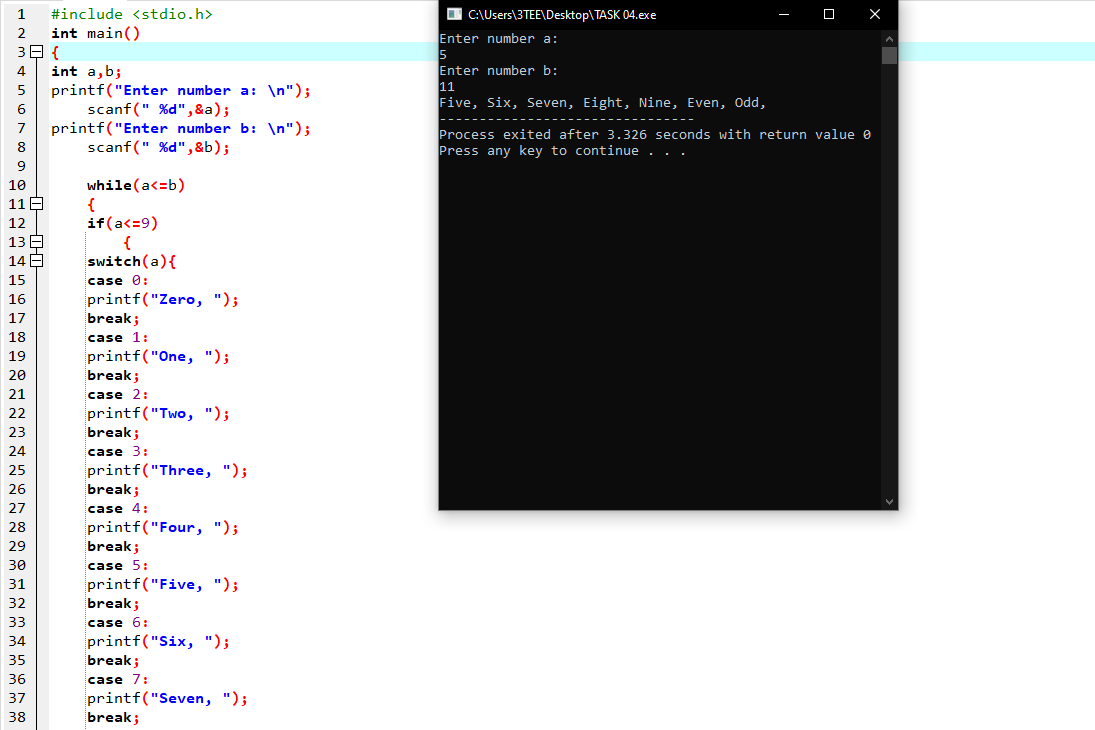 1 #include <stdio.h>
2 int main()
3 {
4 int a,b;
5 printf("Enter number a: \n");
6 scanf(" %d",&a);
7 printf("Enter number b: \n");
8 scanf(" %d",&b);
9
10 while(a<=b)
11 {
12 if(a<=9)
13 {
14 switch(a){
15 case 0:
16 printf("Zero, ");
17 break;
18 case 1:
19 printf("One, ");
20 break;
21 case 2:
22 printf("Two, ");
23 break;
24 case 3:
25 printf("Three, ");
26 break;
27 case 4:
28 printf("Four, ");
29 break;
30 case 5:
31 printf("Five, ");
32 break;
33 case 6:
34 printf("Six, ");
35 break;
36 case 7:
37 printf("Seven, ");
38 break;
C:\Users\3TEE\Desktop\TASK 04.exe
Enter number a:
5
Enter number b:
11
Five, Six, Seven, Eight, Nine, Even, Odd,
--------------------------------
Process exited after 3.326 seconds with return value 0
Press any key to continue . . .